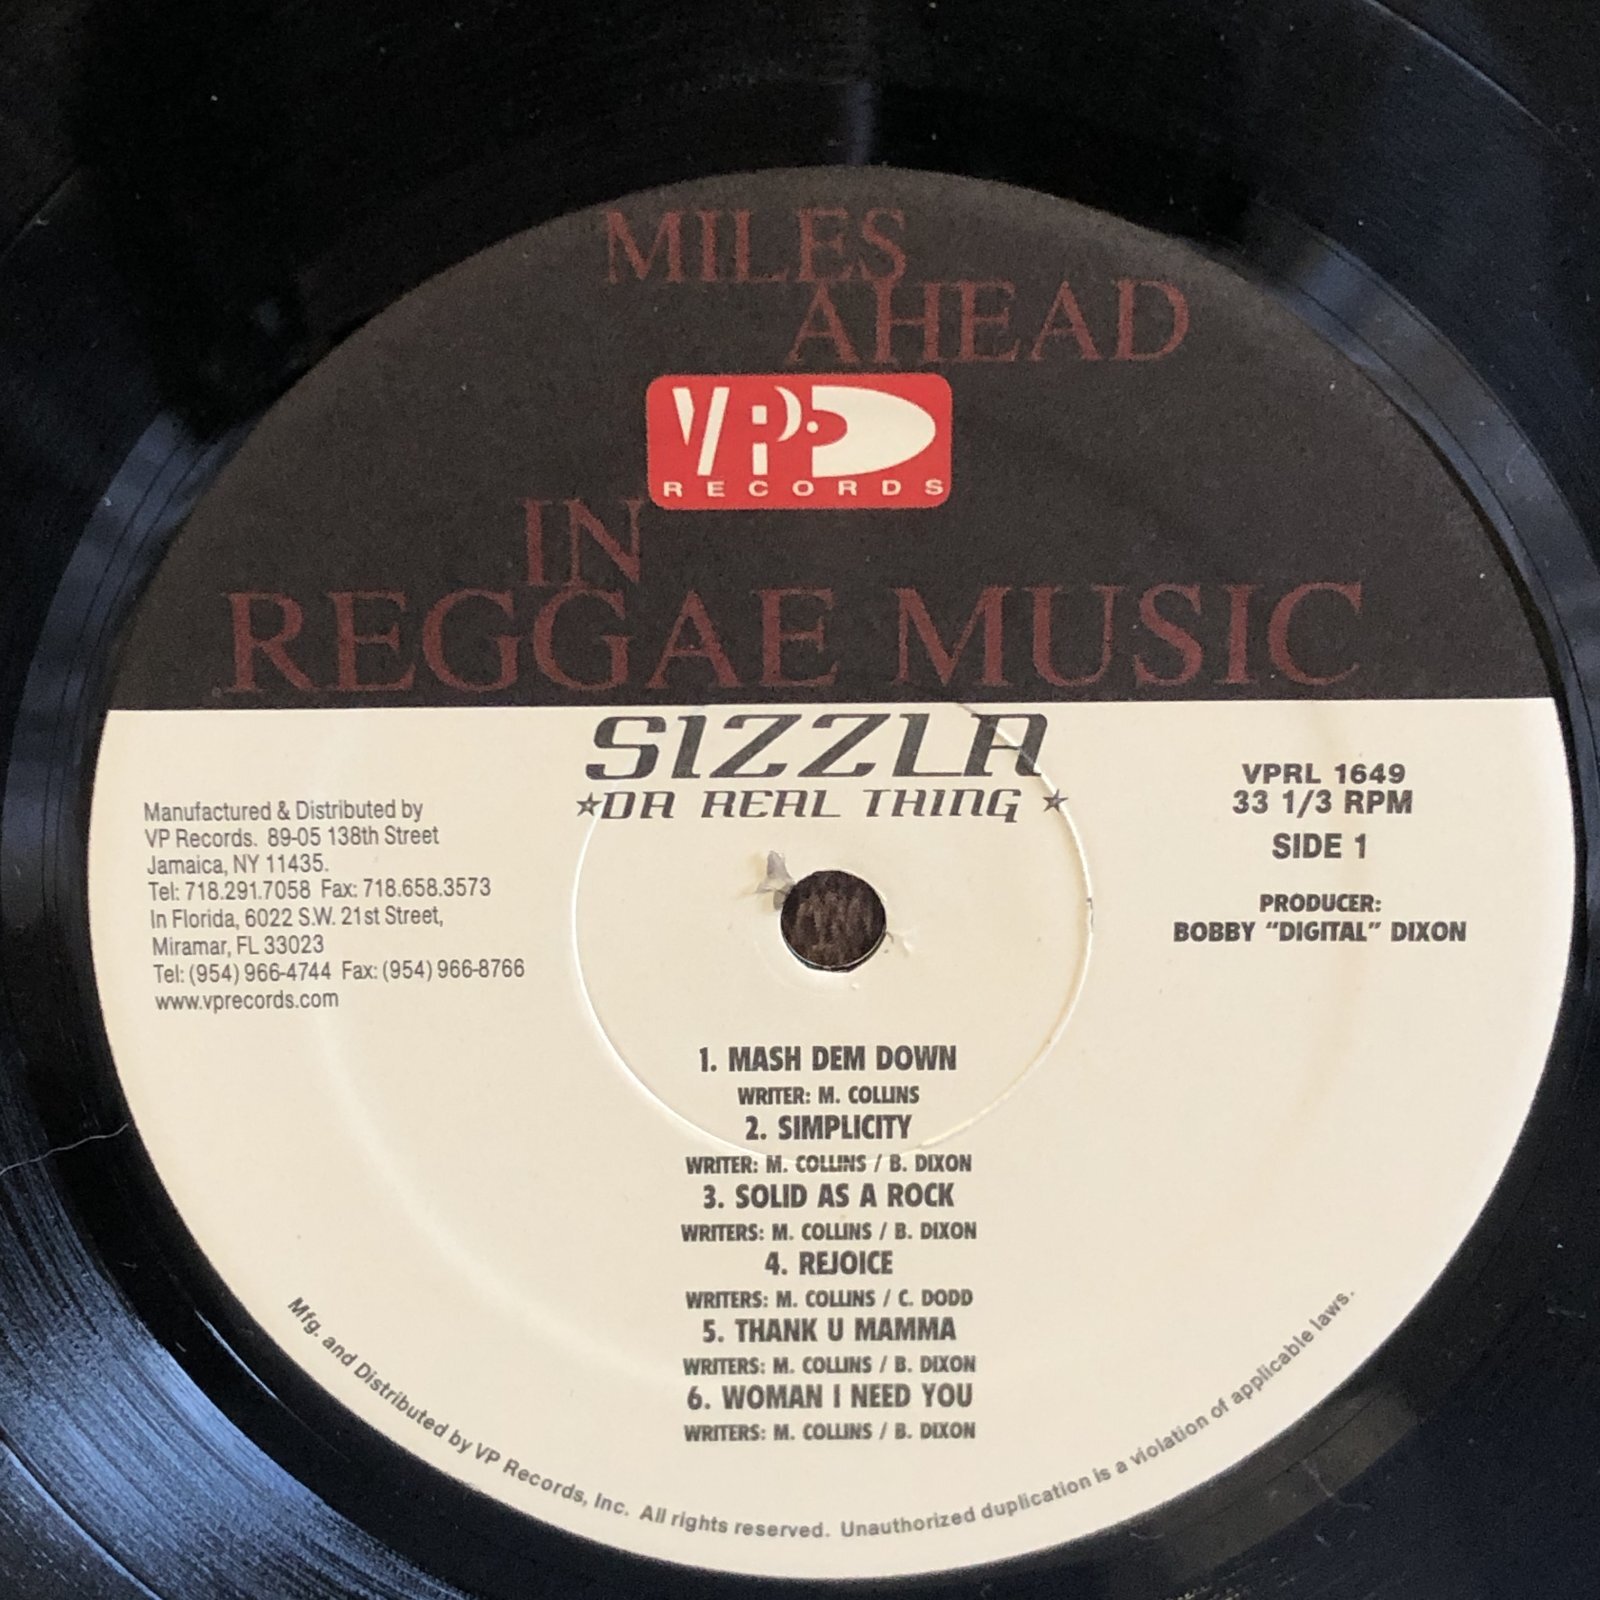 MILES
AHEAD
VP
RECORDS
IN
REGGAE MUSIC
SIZZLA
★DA REAL THING★
Manufactured & Distributed by
VP Records. 89-05 138th Street
Jamaica, NY 11435.
Tel: 718.291.7058 Fax: 718.658.3573
In Florida, 6022 S.W. 21st Street,
Miramar, FL 33023
Tel: (954) 966-4744 Fax: (954) 966-8766
www.vprecords.com
VPRL 1649
33 1/3 RPM
SIDE 1
PRODUCER:
BOBBY "DIGITAL" DIXON
1. MASH DEM DOWN
WRITER: M. COLLINS
2. SIMPLICITY
WRITER: M. COLLINS / B. DIXON
3. SOLID AS A ROCK
WRITERS: M. COLLINS / B. DIXON
4. REJOICE
WRITERS: M. COLLINS / C. DODD
5. THANK U MAMMA
WRITERS: M. COLLINS / B. DIXON
6. WOMAN I NEED YOU
WRITERS: M. COLLINS / B. DIXON
Mfg. and Distributed by VP Records, Inc. All rights reserved. Unauthorized duplication is a violation of applicable laws.